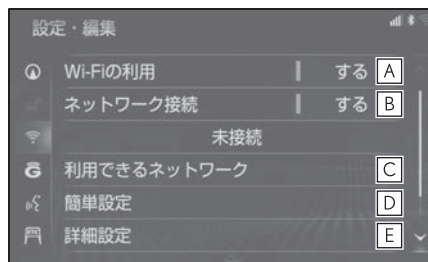 設定・編集
Wi-Fiの利用 する A
ネットワーク接続 する B
未接続
利用できるネットワーク C
簡単設定 D
詳細設定 E